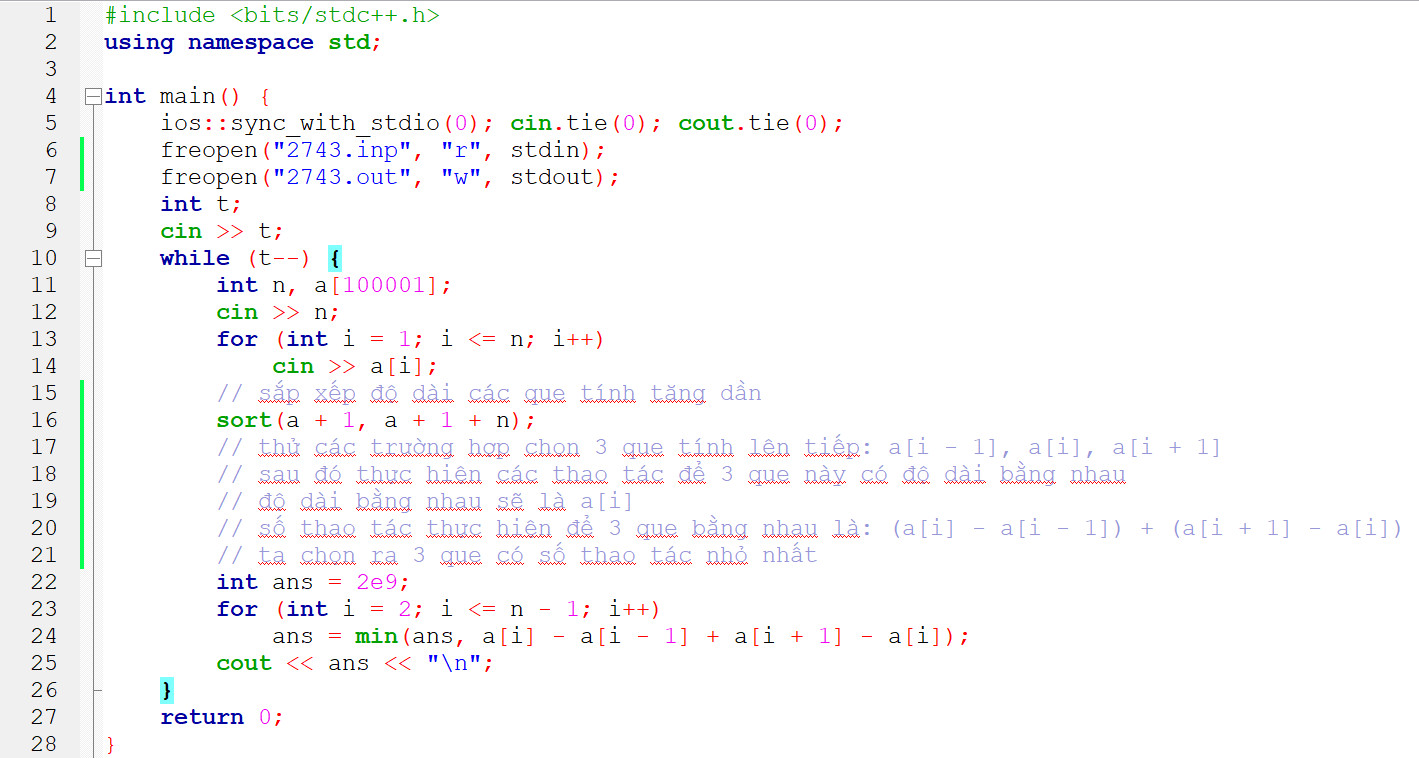 1 #include <bits/stdc++.h>
2 using namespace std;
3
4 int main() {
5 ios::sync_with_stdio(0); cin.tie(0); cout.tie(0);
6 freopen("2743.inp", "r", stdin);
7 freopen("2743.out", "w", stdout);
8 int t;
9 cin >> t;
10 while (t--) {
11 int n, a[100001];
12 cin >> n;
13 for (int i = 1; i <= n; i++)
14 cin >> a[i];
15 // sắp xếp độ dài các que tính tăng dần
16 sort(a + 1, a + 1 + n);
17 // thử các trường hợp chọn 3 que tính lên tiếp: a[i - 1], a[i], a[i + 1]
18 // sau đó thực hiện các thao tác để 3 que này có độ dài bằng nhau
19 // độ dài bằng nhau sẽ là a[i]
20 // số thao tác thực hiện để 3 que bằng nhau là: (a[i] - a[i - 1]) + (a[i + 1] - a[i])
21 // ta chọn ra 3 que có số thao tác nhỏ nhất
22 int ans = 2e9;
23 for (int i = 2; i <= n - 1; i++)
24 ans = min(ans, a[i] - a[i - 1] + a[i + 1] - a[i]);
25 cout << ans << "\n";
26 }
27 return 0;
28 }